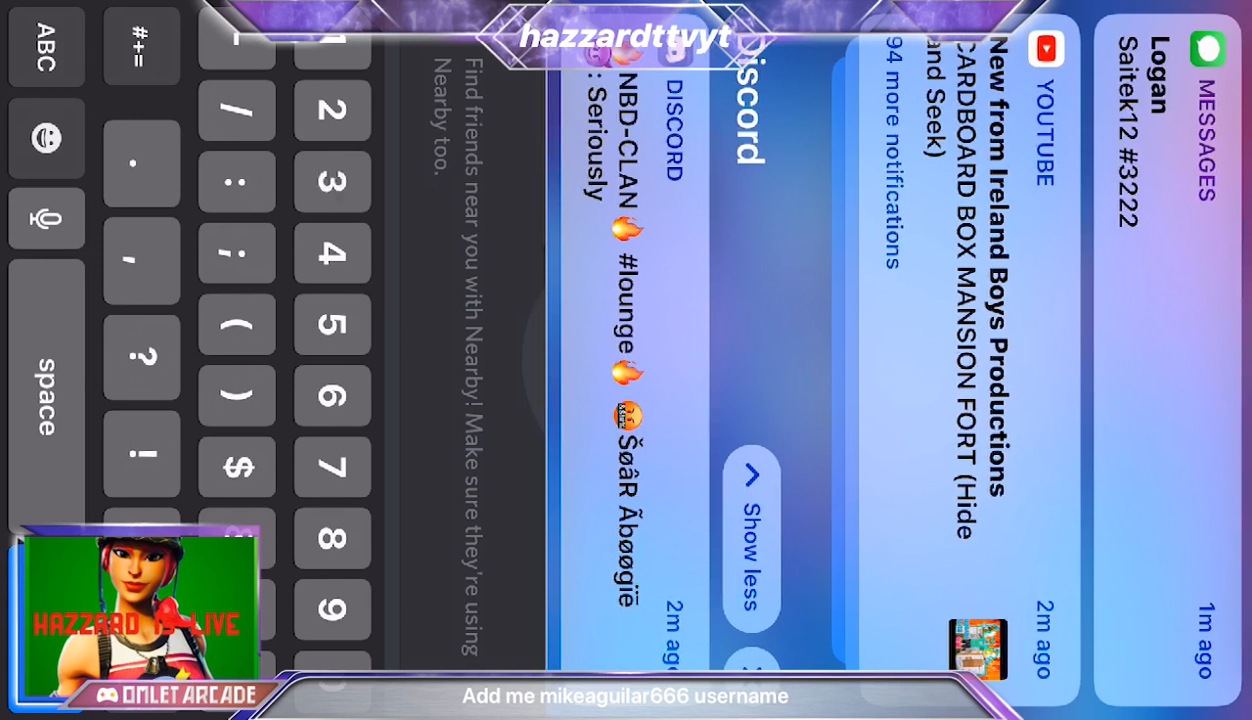 hazzardttvyt
MESSAGES
1m ago
Logan
Saitek12 #3222
YOUTUBE
2m ago
New from Ireland Boys Productions
CARDBOARD BOX MANSION FORT (Hide
and Seek)
94 more notifications
Discord
Show less
DISCORD
2m ago
NBD-CLAN 🔥 #lounge 🔥 🤬ŠøâR Ãbøøgïë
: Seriously
Find friends near you with Nearby! Make sure they're using
Nearby too.
1 2 3 4 5 6 7 8 9
- / : ; ( ) $
#+= . , ? !
ABC space
HAZZARD IS LIVE
OMLET ARCADE
Add me mikeaguilar666 username